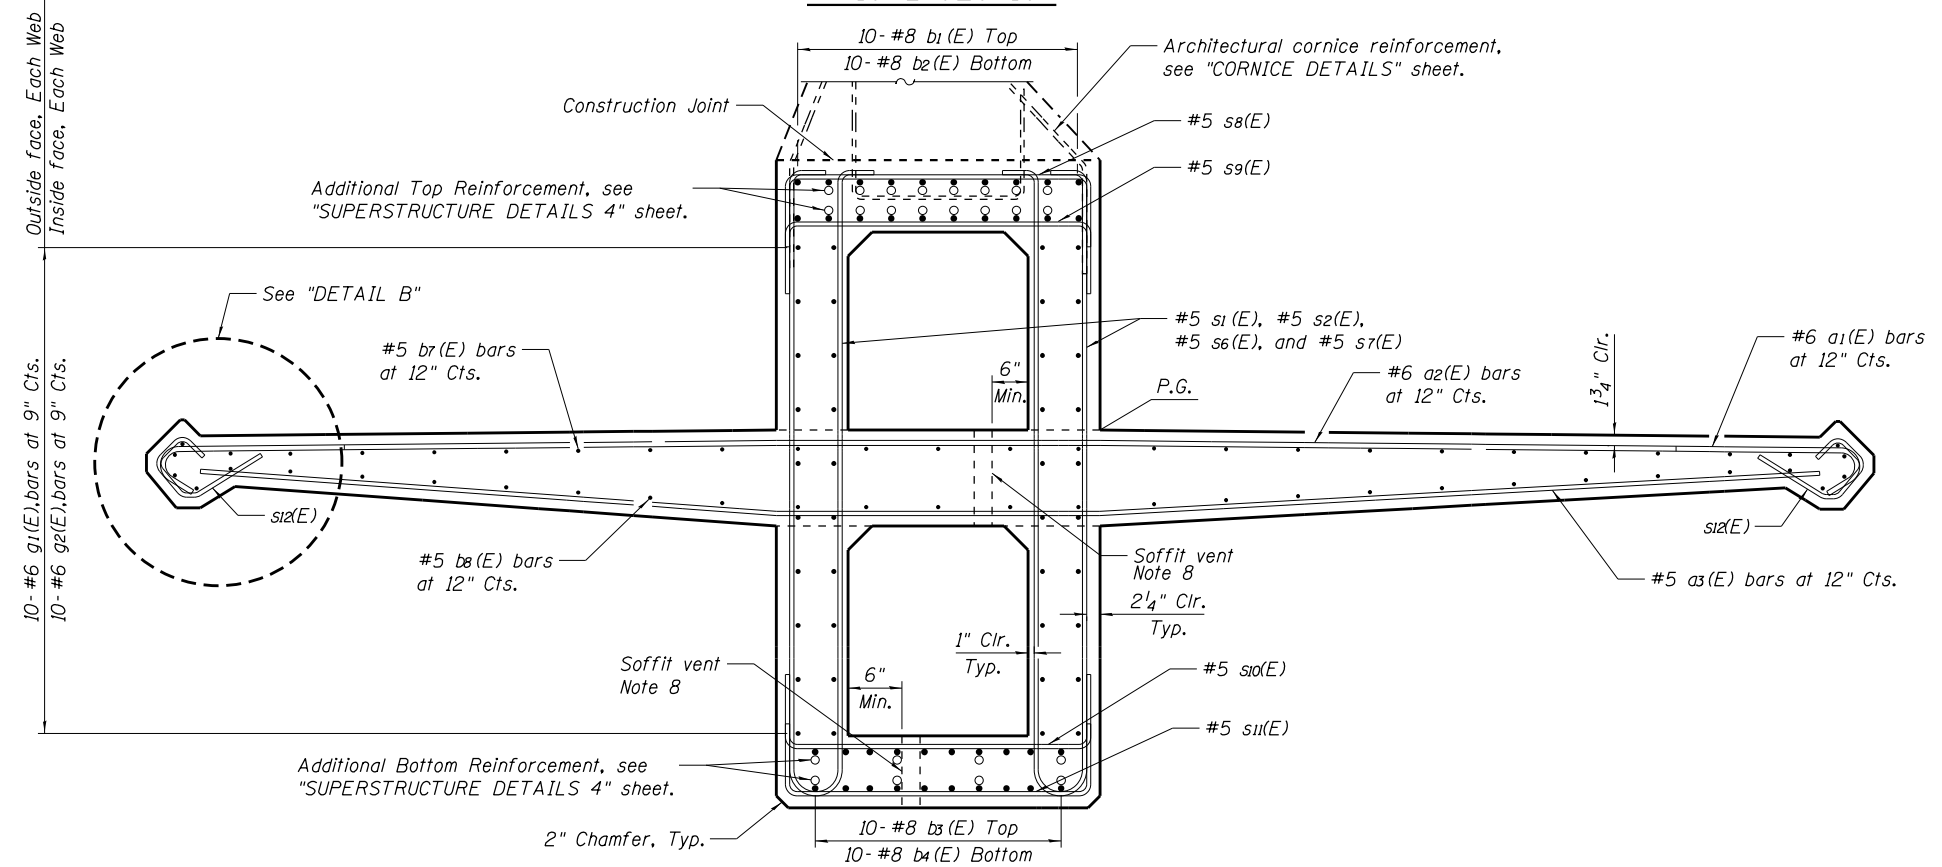 10- #8 b1 (E) Top
10- #8 b2(E) Bottom
Architectural cornice reinforcement,
see "CORNICE DETAILS" sheet.
Construction Joint
#5 s8(E)
#5 s9(E)
Additional Top Reinforcement, see
"SUPERSTRUCTURE DETAILS 4" sheet.
Outside face, Each Web
Inside face, Each Web
See "DETAIL B"
#5 b7(E) bars
at 12" Cts.
#5 s1 (E), #5 s2(E),
#5 s6(E), and #5 s7(E)
6"
Min.
P.G.
#6 a2(E) bars
at 12" Cts.
1 3/4" Clr.
#6 a1(E) bars
at 12" Cts.
10-#6 g1(E),bars at 9" Cts.
10-#6 g2(E),bars at 9" Cts.
s12(E)
s12(E)
#5 b8(E) bars
at 12" Cts.
Soffit vent
Note 8
#5 a3(E) bars at 12" Cts.
2 1/4" Clr.
Typ.
1" Clr.
Typ.
Soffit vent
Note 8
6"
Min.
#5 s10(E)
#5 s11(E)
Additional Bottom Reinforcement, see
"SUPERSTRUCTURE DETAILS 4" sheet.
2" Chamfer, Typ.
10- #8 b3(E) Top
10- #8 b4(E) Bottom